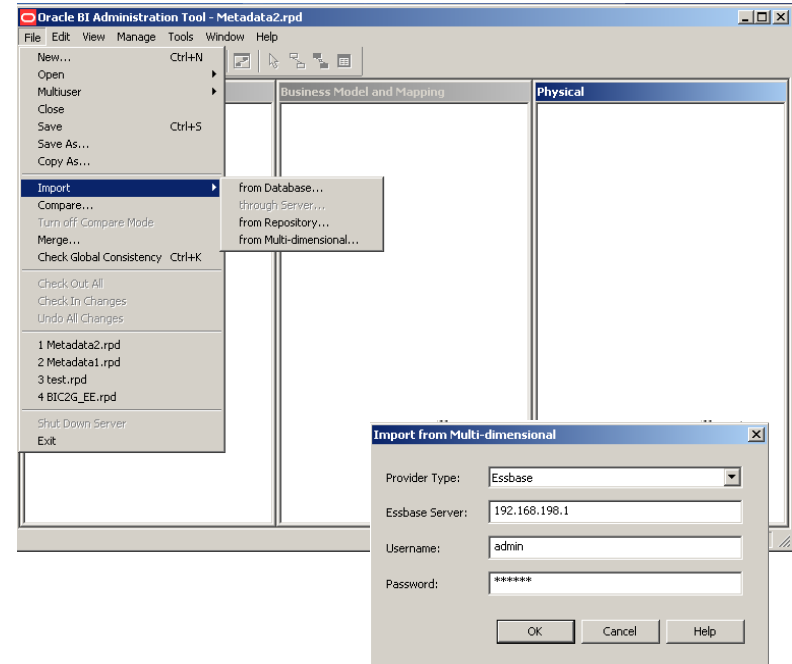 Oracle BI Administration Tool - Metadata2.rpd
File Edit View Manage Tools Window Help
New... Ctrl+N
Open
Multiuser
Close
Save Ctrl+S
Save As...
Copy As...
Import
Compare...
Turn off Compare Mode
Merge...
Check Global Consistency Ctrl+K
Check Out All
Check In Changes
Undo All Changes
1 Metadata2.rpd
2 Metadata1.rpd
3 test.rpd
4 BIC2G_EE.rpd
Shut Down Server
Exit
from Database...
through Server...
from Repository...
from Multi-dimensional...
Business Model and Mapping
Physical
Import from Multi-dimensional
Provider Type: Essbase
Essbase Server: 192.168.198.1
Username: admin
Password: ******
OK Cancel Help